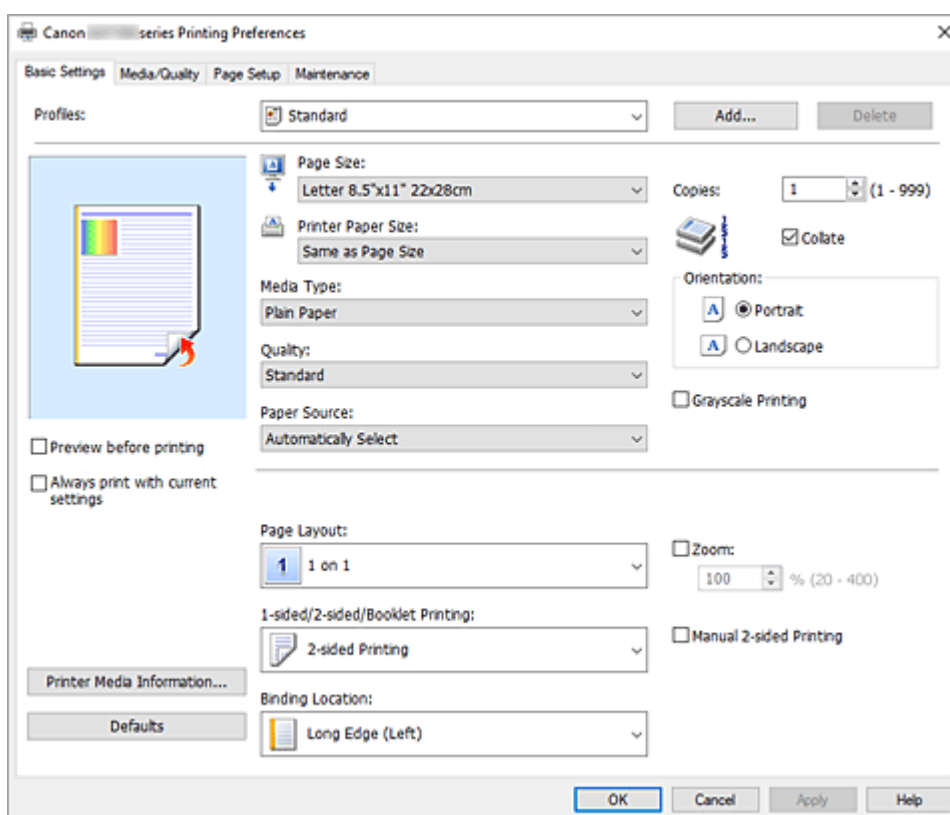 Canon series Printing Preferences
Basic Settings Media/Quality Page Setup Maintenance
Profiles: Standard Add... Delete
Page Size:
Letter 8.5"x11" 22x28cm
Copies: 1 (1 - 999)
Printer Paper Size:
Same as Page Size
Collate
Media Type:
Plain Paper
Orientation:
A Portrait
A Landscape
Quality:
Standard
Grayscale Printing
Paper Source:
Automatically Select
Preview before printing
Always print with current
settings
Page Layout:
1 1 on 1
Zoom:
100 % (20 - 400)
1-sided/2-sided/Booklet Printing:
2-sided Printing
Manual 2-sided Printing
Printer Media Information...
Defaults
Binding Location:
Long Edge (Left)
OK Cancel Apply Help